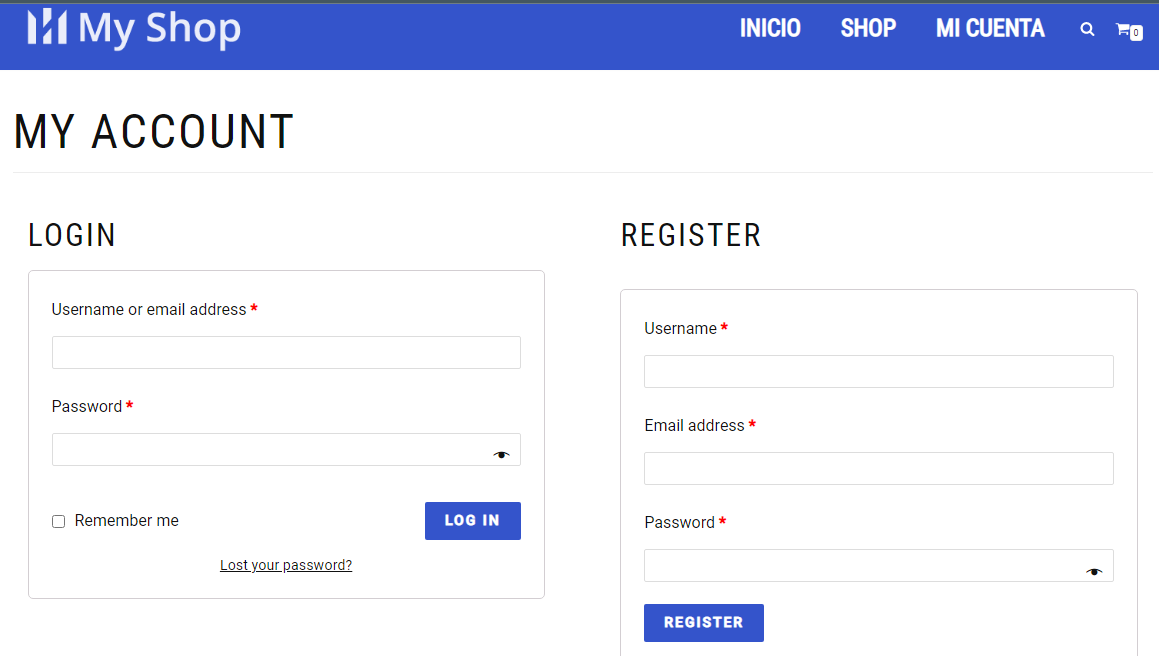 My Shop INICIO SHOP MI CUENTA 0
MY ACCOUNT
LOGIN
Username or email address *
Password *
Remember me LOG IN
Lost your password?
REGISTER
Username *
Email address *
Password *
REGISTER